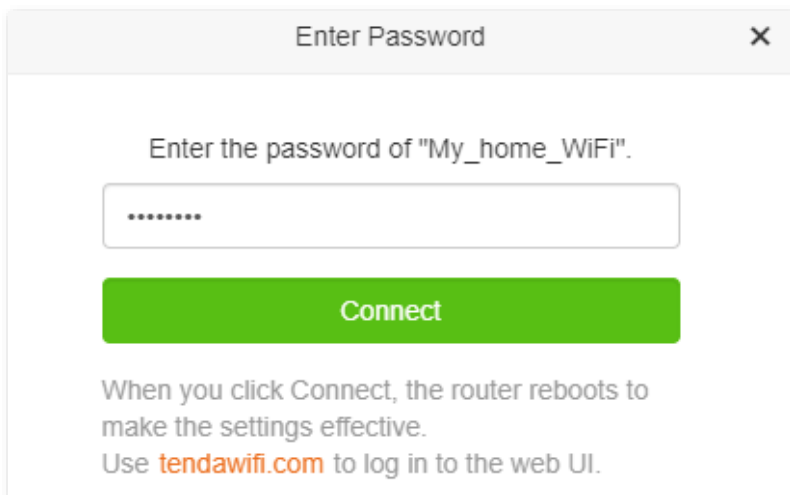 Enter Password
Enter the password of "My_home_WiFi".
••••••••
Connect
When you click Connect, the router reboots to
make the settings effective.
Use tendawifi.com to log in to the web UI.